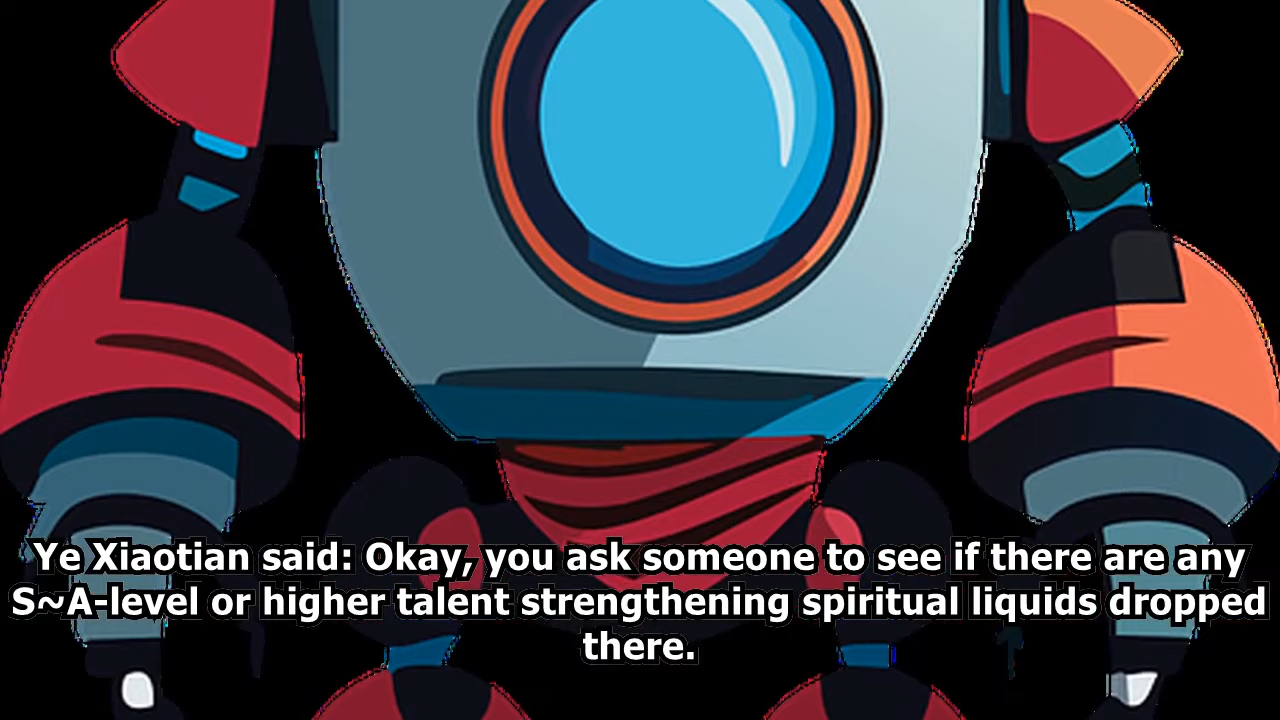 Ye Xiaotian said: Okay, you ask someone to see if there are any
S~A-level or higher talent strengthening spiritual liquids dropped
there.